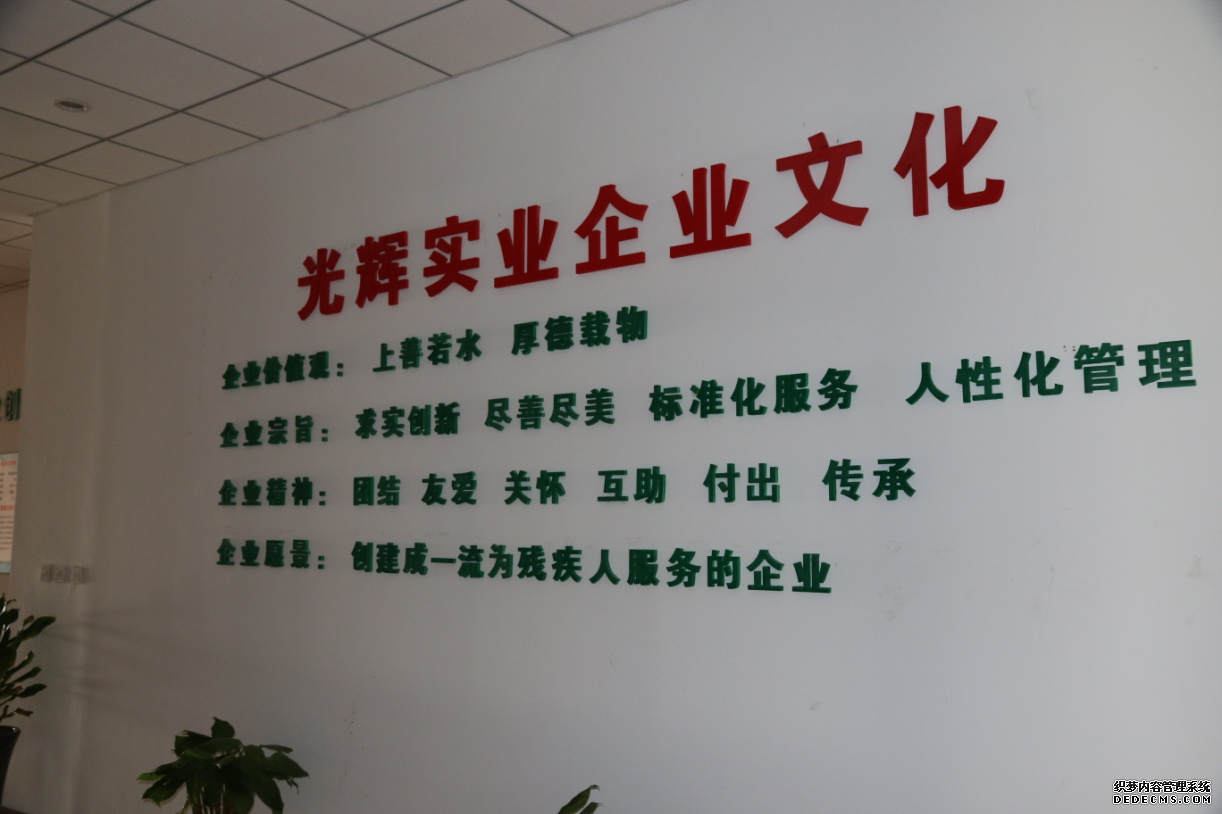 光辉实业企业文化
企业价值观： 上善若水 厚德载物
企业宗旨： 求实创新 尽善尽美 标准化服务 人性化管理
企业精神： 团结 友爱 关怀 互助 付出 传承
企业愿景： 创建成一流为残疾人服务的企业
创
织梦内容管理系统
DEDECMS.COM